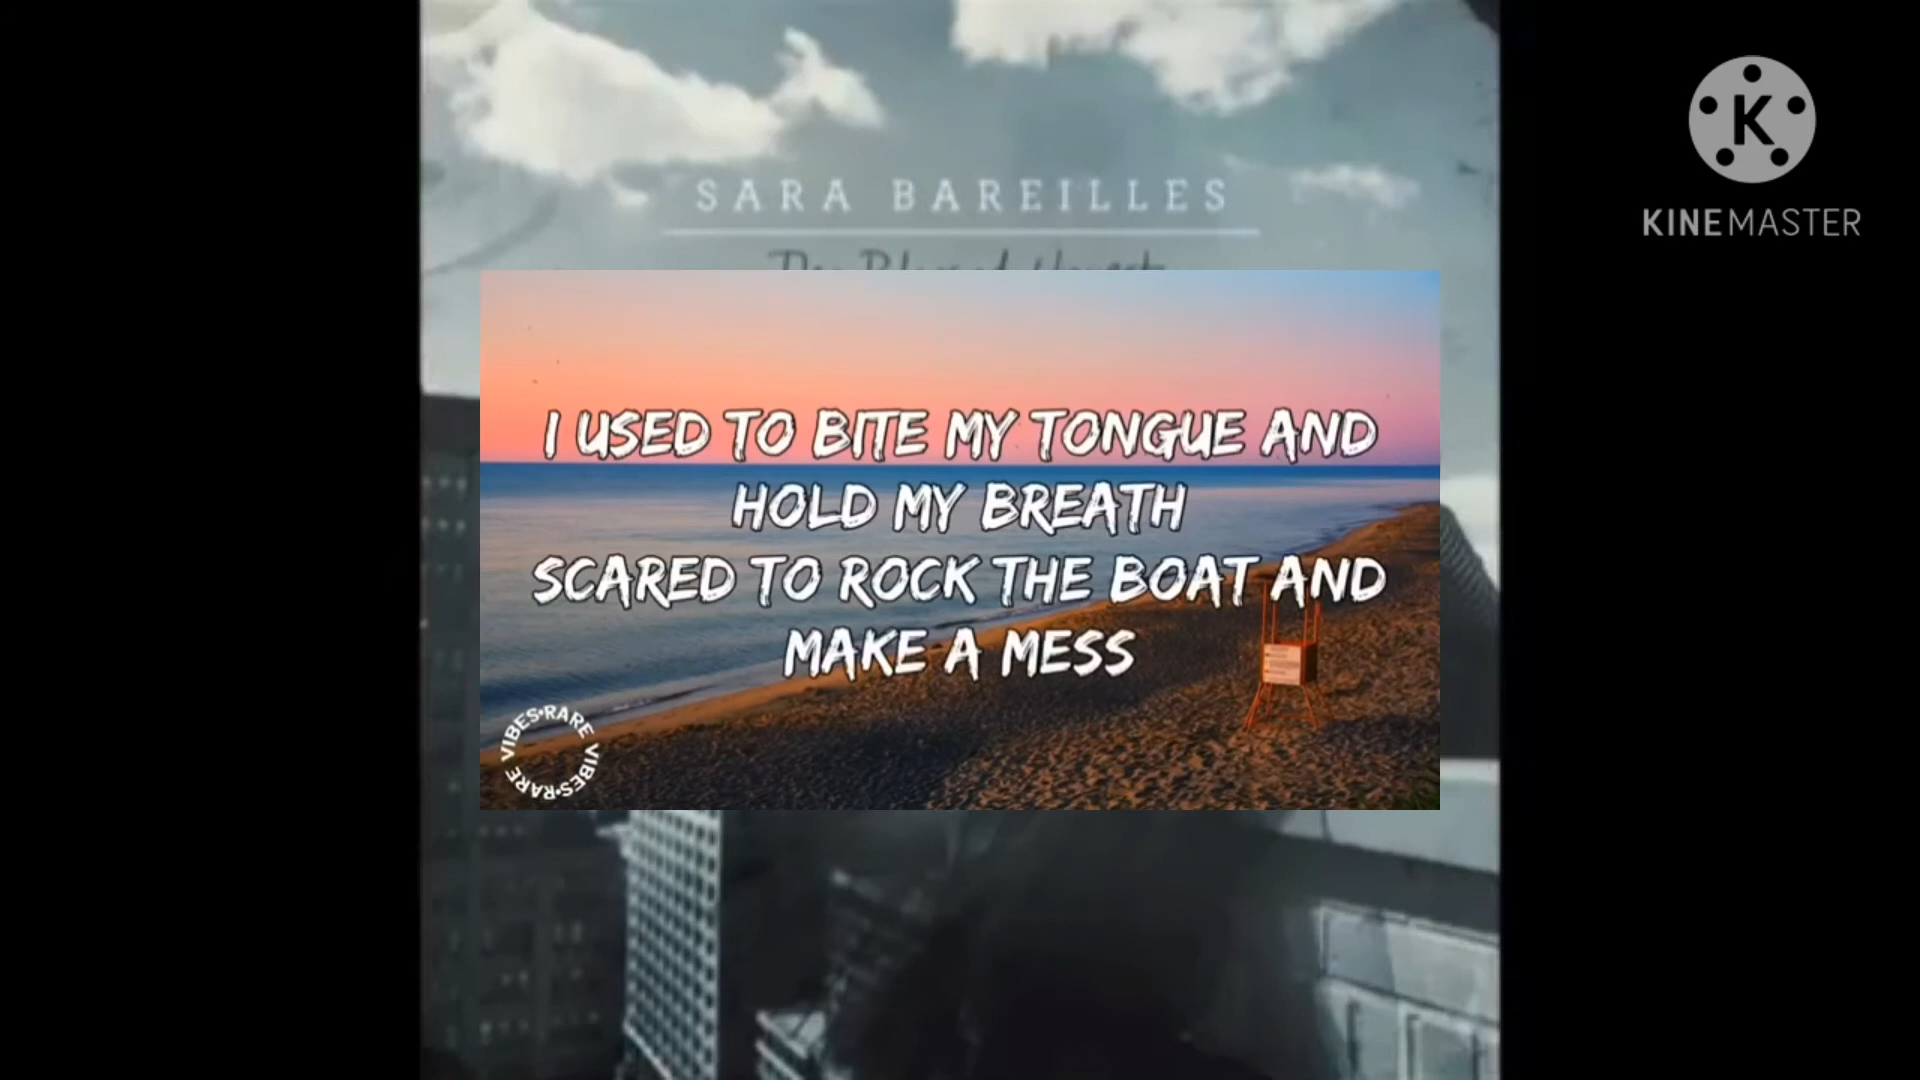 SARA BAREILLES
K
KINEMASTER
I USED TO BITE MY TONGUE AND
HOLD MY BREATH
SCARED TO ROCK THE BOAT AND
MAKE A MESS
RARE VIBES•RARE VIBES•